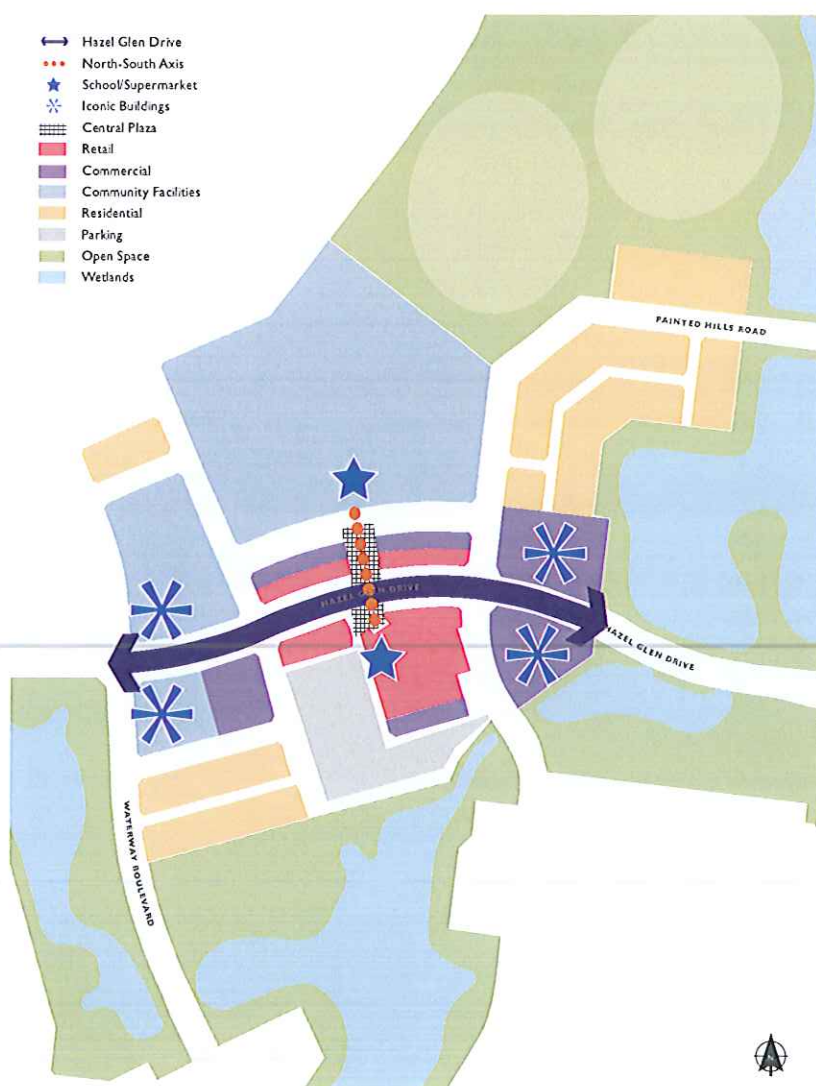 Hazel Glen Drive
North-South Axis
School/Supermarket
Iconic Buildings
Central Plaza
Retail
Commercial
Community Facilities
Residential
Parking
Open Space
Wetlands
PAINTED HILLS ROAD
HAZEL GLEN DRIVE
HAZEL GLEN DRIVE
WATERWAY BOULEVARD
N